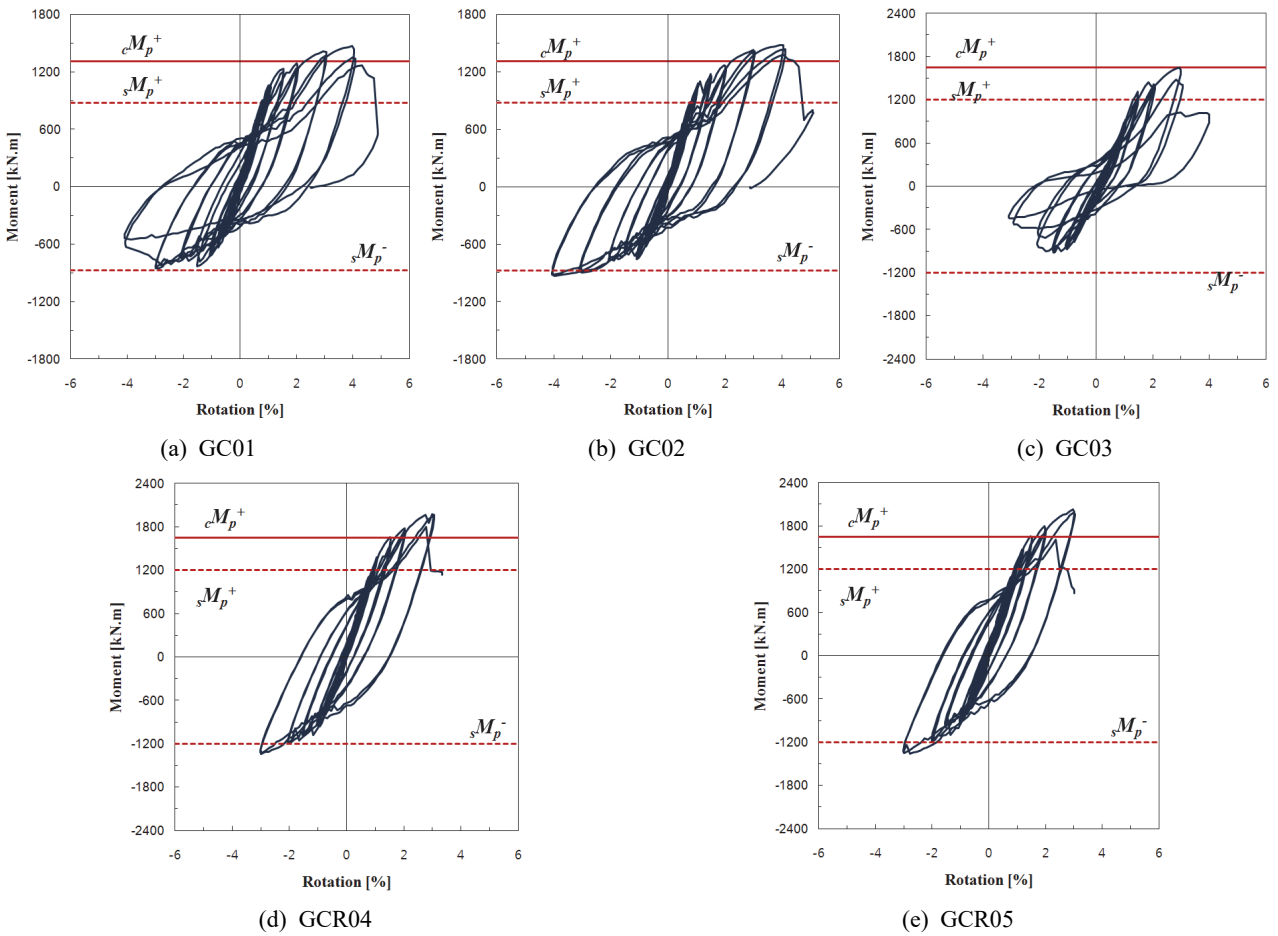 1800
1200
600
0
-600
-1200
-1800
cMp+
sMp+
sMp-
Moment [kN.m]
-6 -4 -2 0 2 4 6
Rotation [%]
(a) GC01
1800
1200
600
0
-600
-1200
-1800
cMp+
sMp+
sMp-
Moment [kN.m]
-6 -4 -2 0 2 4 6
Rotation [%]
(b) GC02
2400
1800
1200
600
0
-600
-1200
-1800
-2400
cMp+
sMp+
sMp-
Moment [kN.m]
-6 -4 -2 0 2 4 6
Rotation [%]
(c) GC03
2400
1800
1200
600
0
-600
-1200
-1800
-2400
cMp+
sMp+
sMp-
Moment [kN.m]
-6 -4 -2 0 2 4 6
Rotation [%]
(d) GCR04
2400
1800
1200
600
0
-600
-1200
-1800
-2400
cMp+
sMp+
sMp-
Moment [kN.m]
-6 -4 -2 0 2 4 6
Rotation [%]
(e) GCR05